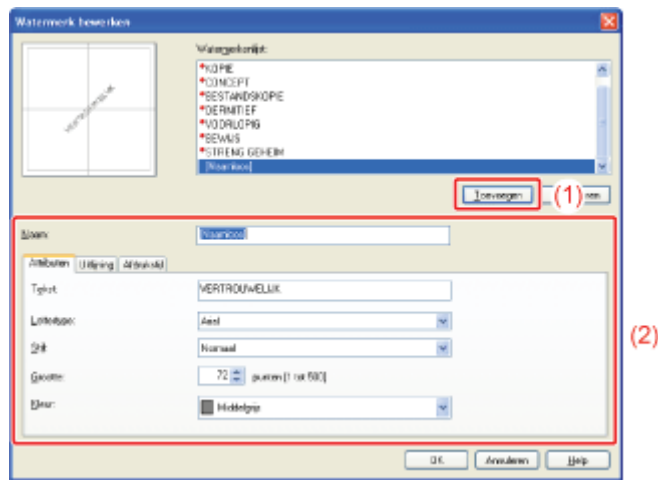 Watermerk bewerken
Watermerkenlijst:
*KOPIE
*CONCEPT
*BESTANDSKOPIE
*DEFINITIEF
*VOORLOPIG
*BEWIJS
*STRENG GEHEIM
[Naamloos]
VERTROUWELIJK
Toevoegen (1)
Naam: [Naamloos]
Attributen Uitlijning Afdrukstijl
Tekst: VERTROUWELIJK
Lettertype: Arial
Stijl: Normaal
Grootte: 72 punten [1 tot 500]
Kleur: Middelgrijs
(2)
OK Annuleren Help